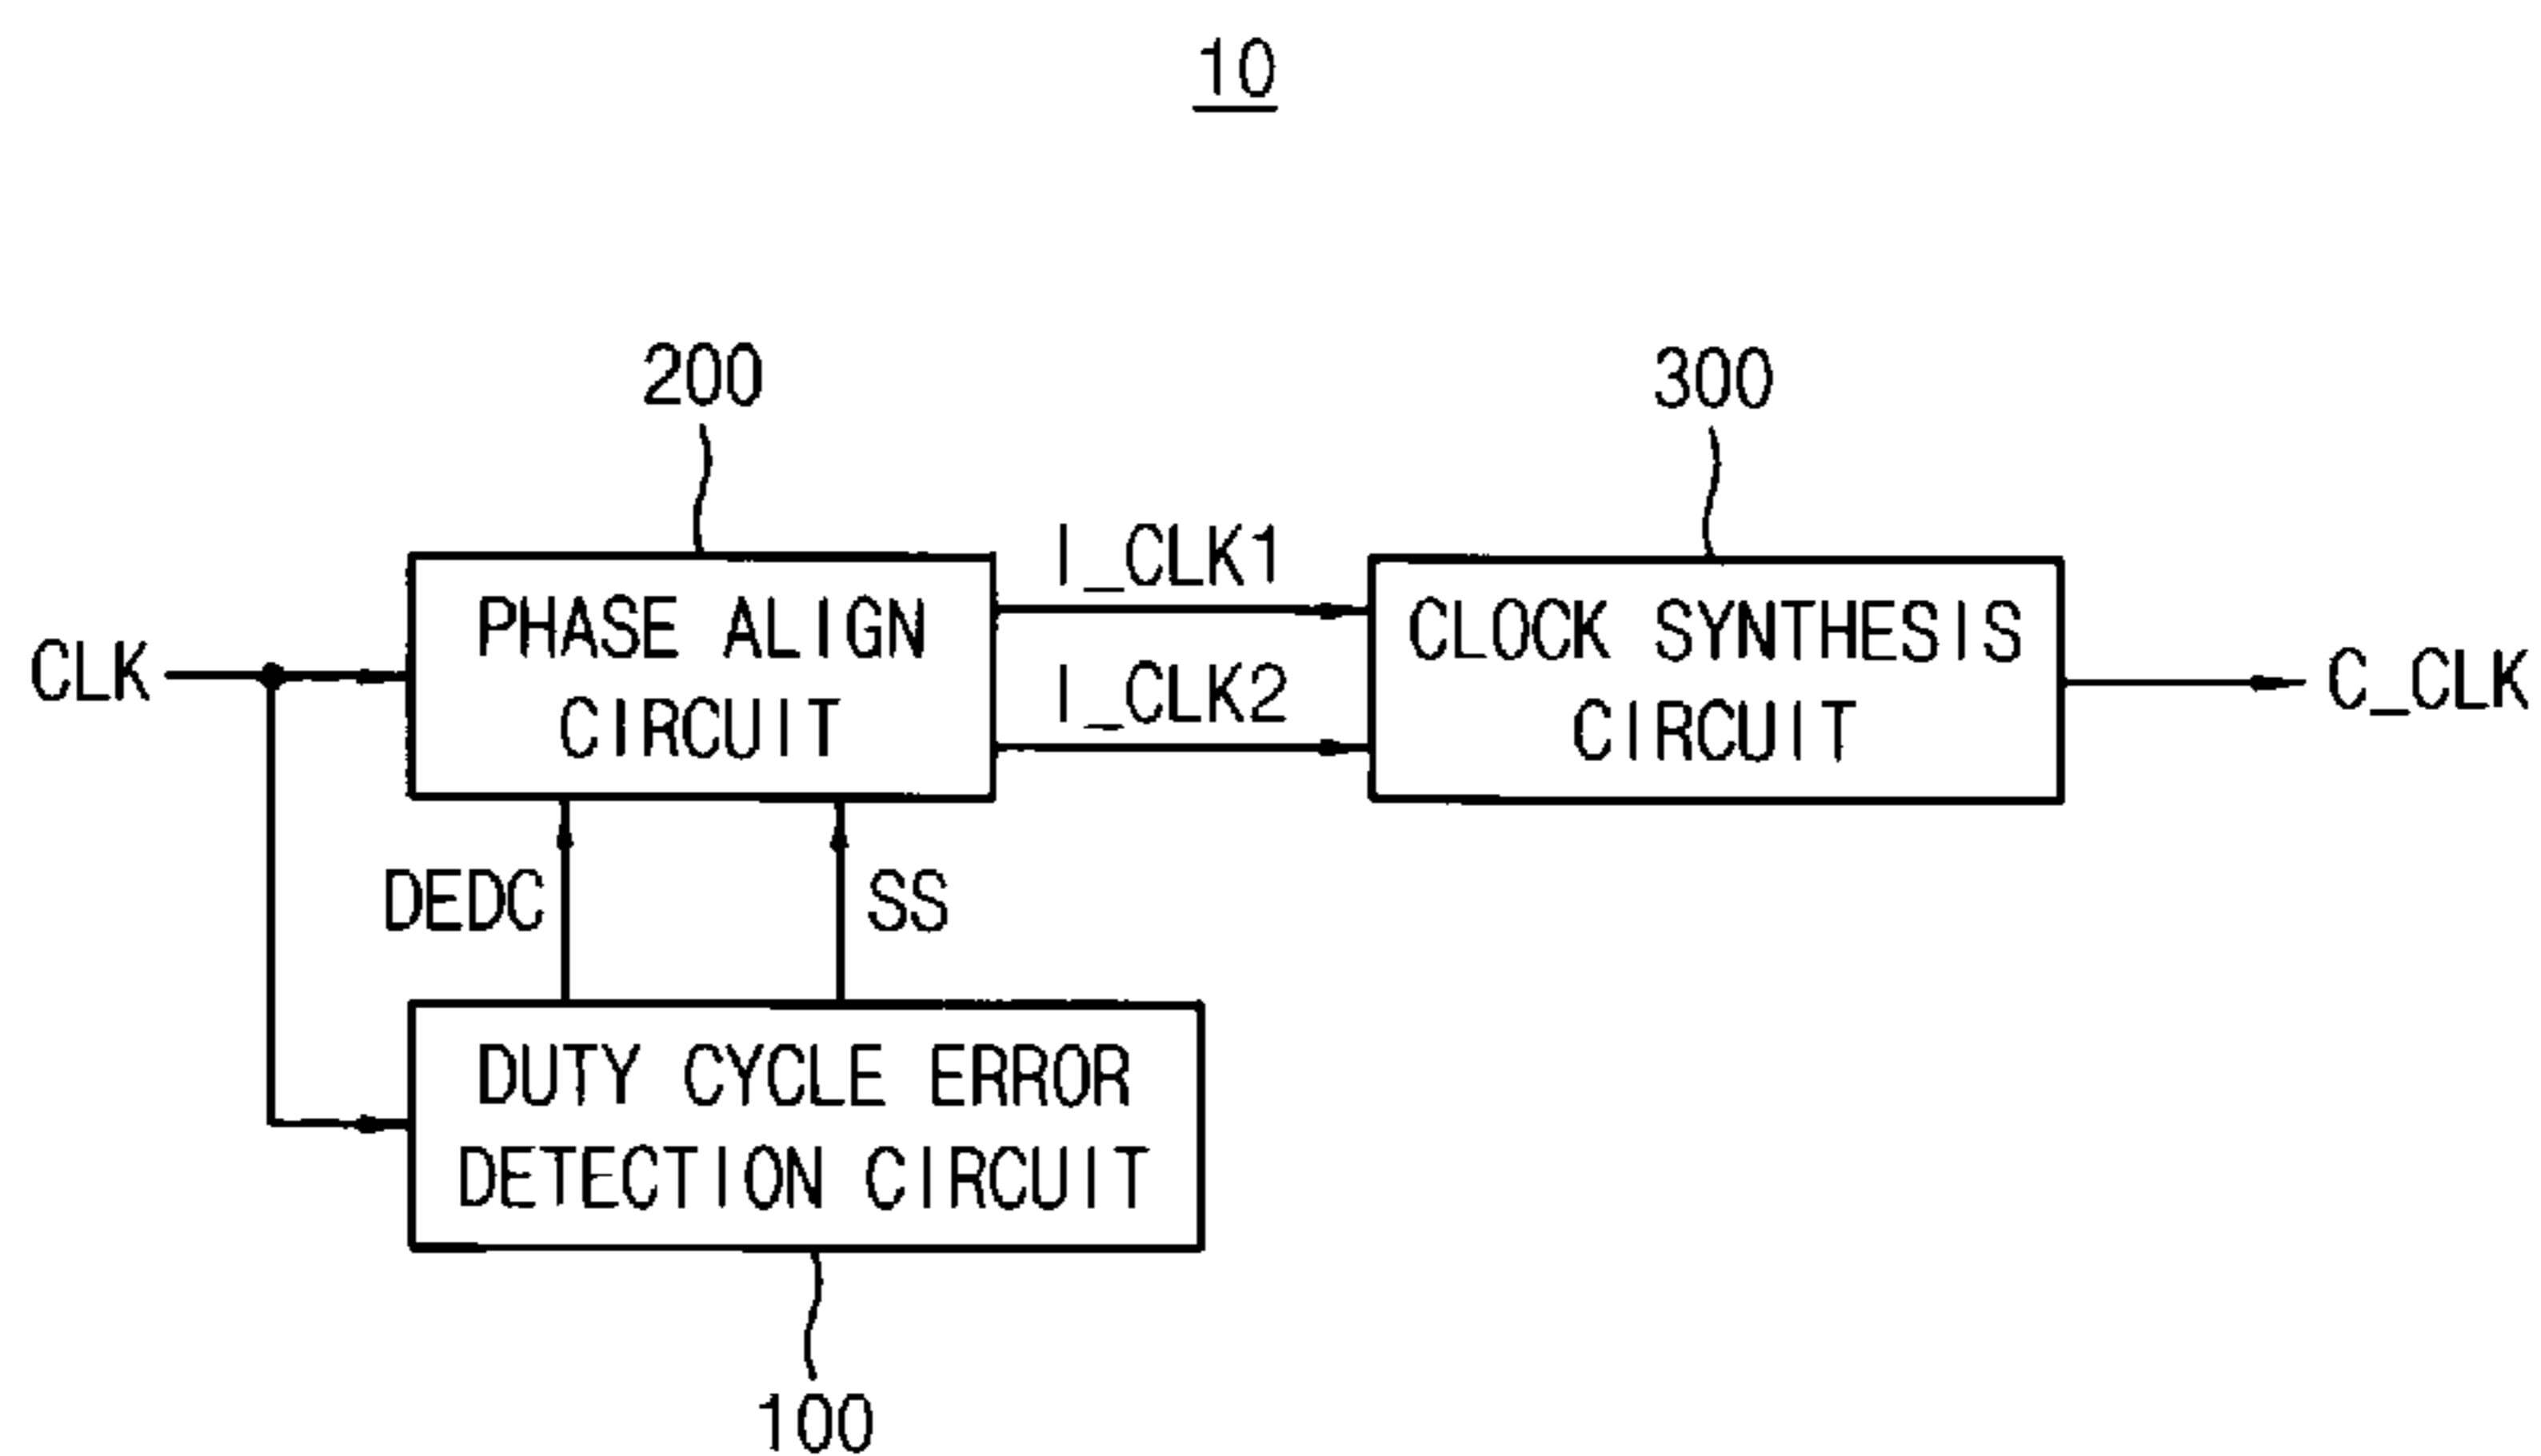 10
200
300
I_CLK1
PHASE ALIGN
CIRCUIT
CLOCK SYNTHESIS
CIRCUIT
CLK
I_CLK2
C_CLK
DEDC
SS
DUTY CYCLE ERROR
DETECTION CIRCUIT
100